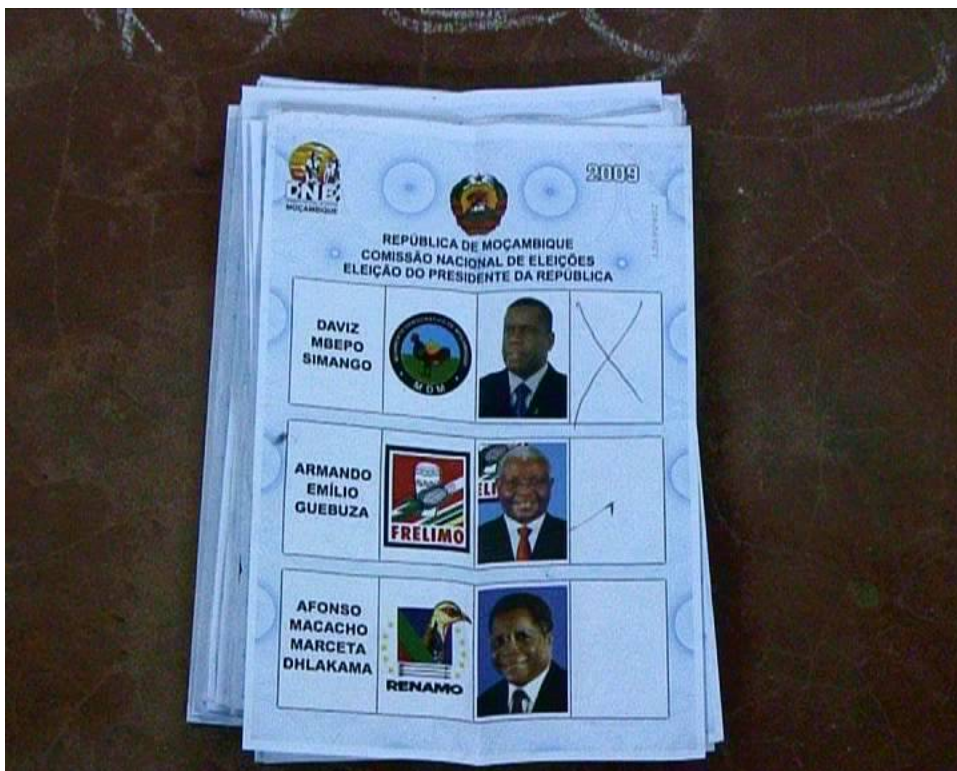 2009
CNE
MOÇAMBIQUE
REPÚBLICA DE MOÇAMBIQUE
COMISSÃO NACIONAL DE ELEIÇÕES
ELEIÇÃO DO PRESIDENTE DA REPÚBLICA
DAVIZ
MBEPO
SIMANGO
MDM
ARMANDO
EMÍLIO
GUEBUZA
FRELIMO
ELI
AFONSO
MACACHO
MARCETA
DHLAKAMA
RENAMO